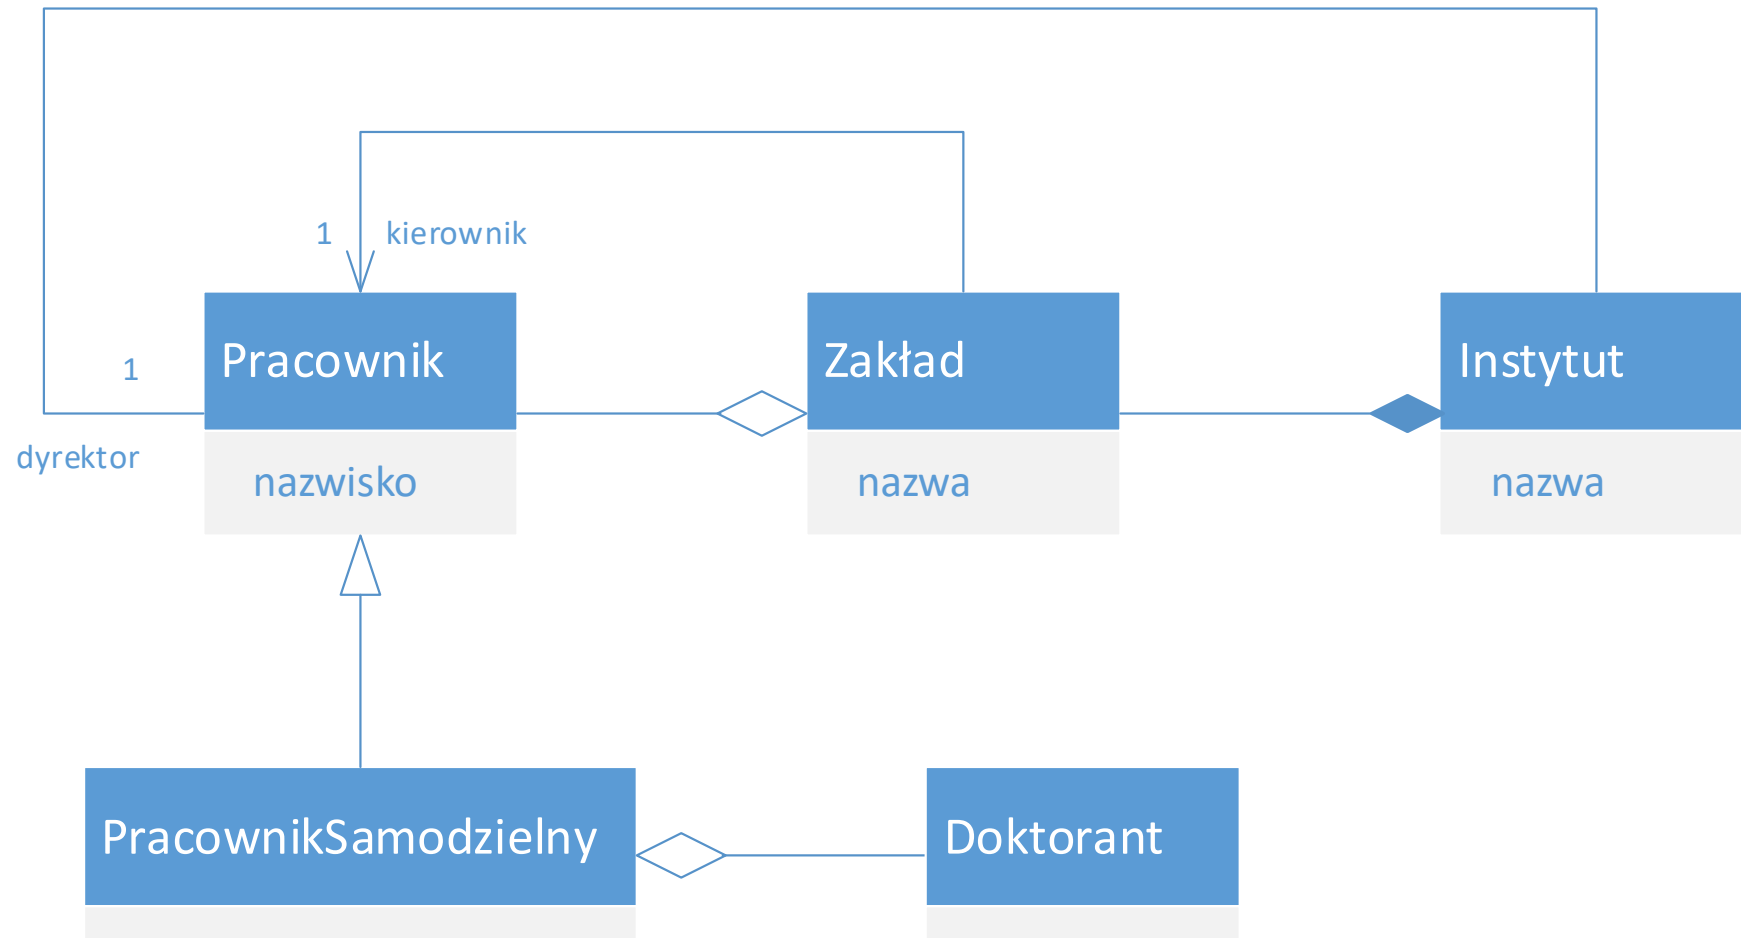 1 kierownik
Pracownik
Zakład
Instytut
1
dyrektor
nazwisko
nazwa
nazwa
PracownikSamodzielny
Doktorant